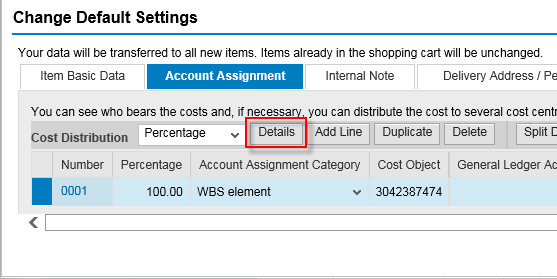 Change Default Settings
Your data will be transferred to all new items. Items already in the shopping cart will be unchanged.
Item Basic Data Account Assignment Internal Note Delivery Address /
You can see who bears the costs and, if necessary, you can distribute the cost to several cost
Cost Distribution Percentage Details Add Line Duplicate Delete Split
Number Percentage Account Assignment Category Cost Object General Ledger
0001 100.00 WBS element 3042387474